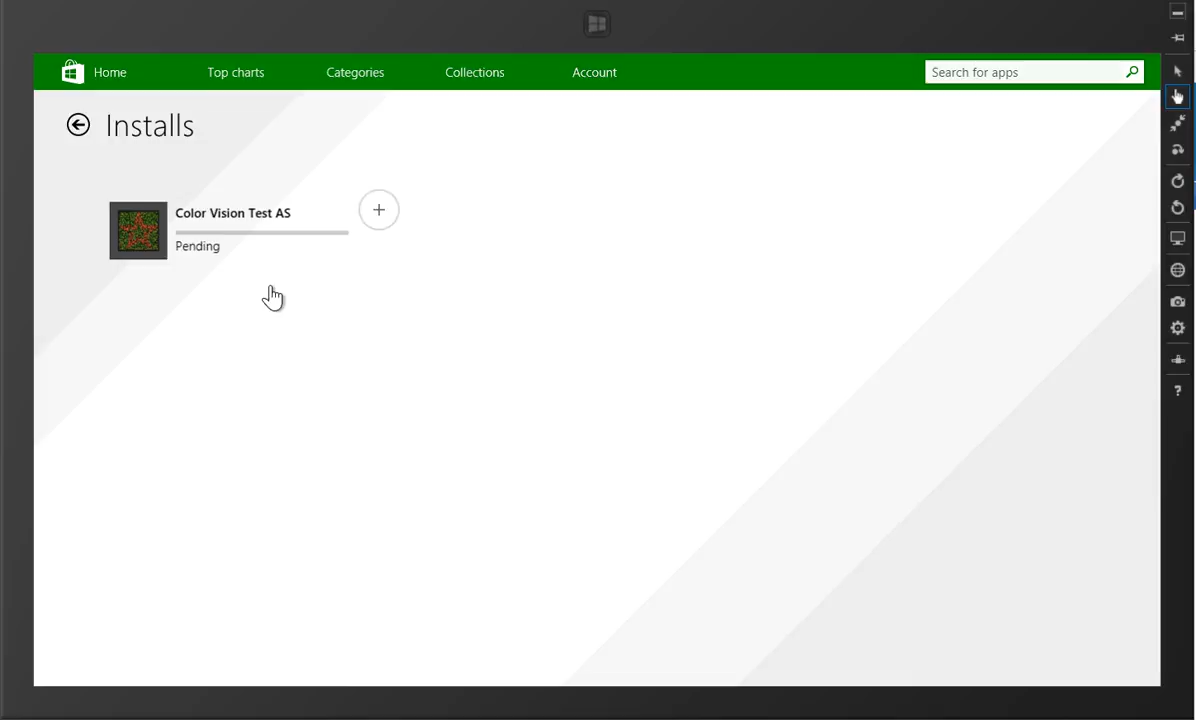 Home Top charts Categories Collections Account Search for apps
Installs
Color Vision Test AS
Pending